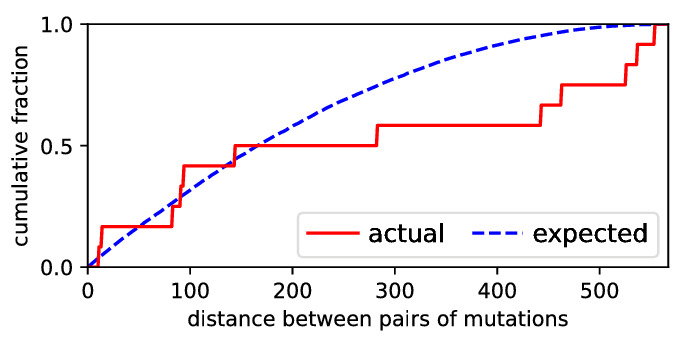 1.0
0.5
0.0
cumulative fraction
actual expected
0 100 200 300 400 500
distance between pairs of mutations